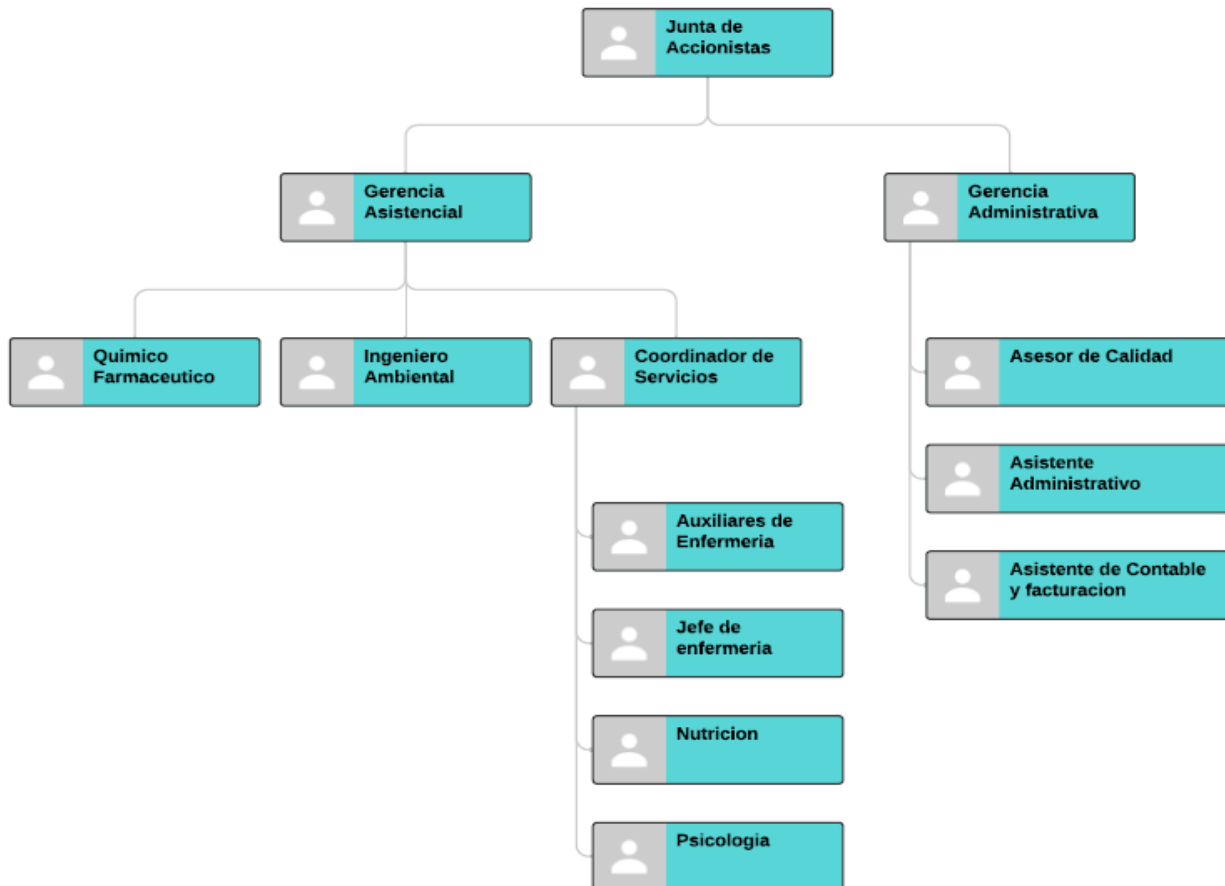 Junta de
Accionistas
Gerencia
Asistencial
Gerencia
Administrativa
Quimico
Farmaceutico
Ingeniero
Ambiental
Coordinador de
Servicios
Asesor de Calidad
Asistente
Administrativo
Auxiliares de
Enfermeria
Asistente de Contable
y facturacion
Jefe de
enfermeria
Nutricion
Psicologia